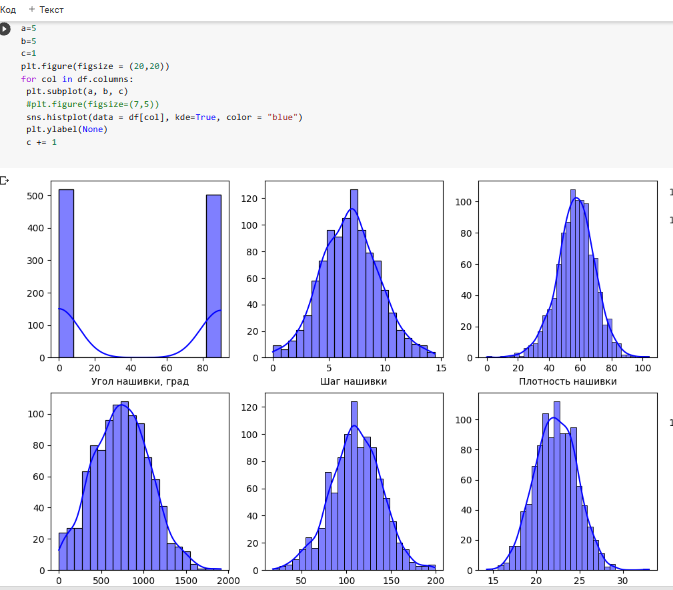 Код + Текст
a=5
b=5
c=1
plt.figure(figsize = (20,20))
for col in df.columns:
plt.subplot(a, b, c)
#plt.figure(figsize=(7,5))
sns.histplot(data = df[col], kde=True, color = "blue")
plt.ylabel(None)
c += 1
500
400
300
200
100
0
0 20 40 60 80
Угол нашивки, град
120
100
80
60
40
20
0
0 5 10 15
Шаг нашивки
100
80
60
40
20
0
0 20 40 60 80 100
Плотность нашивки
1
1
100
80
60
40
20
0
0 500 1000 1500 2000
120
100
80
60
40
20
0
50 100 150 200
100
80
60
40
20
0
15 20 25 30
1